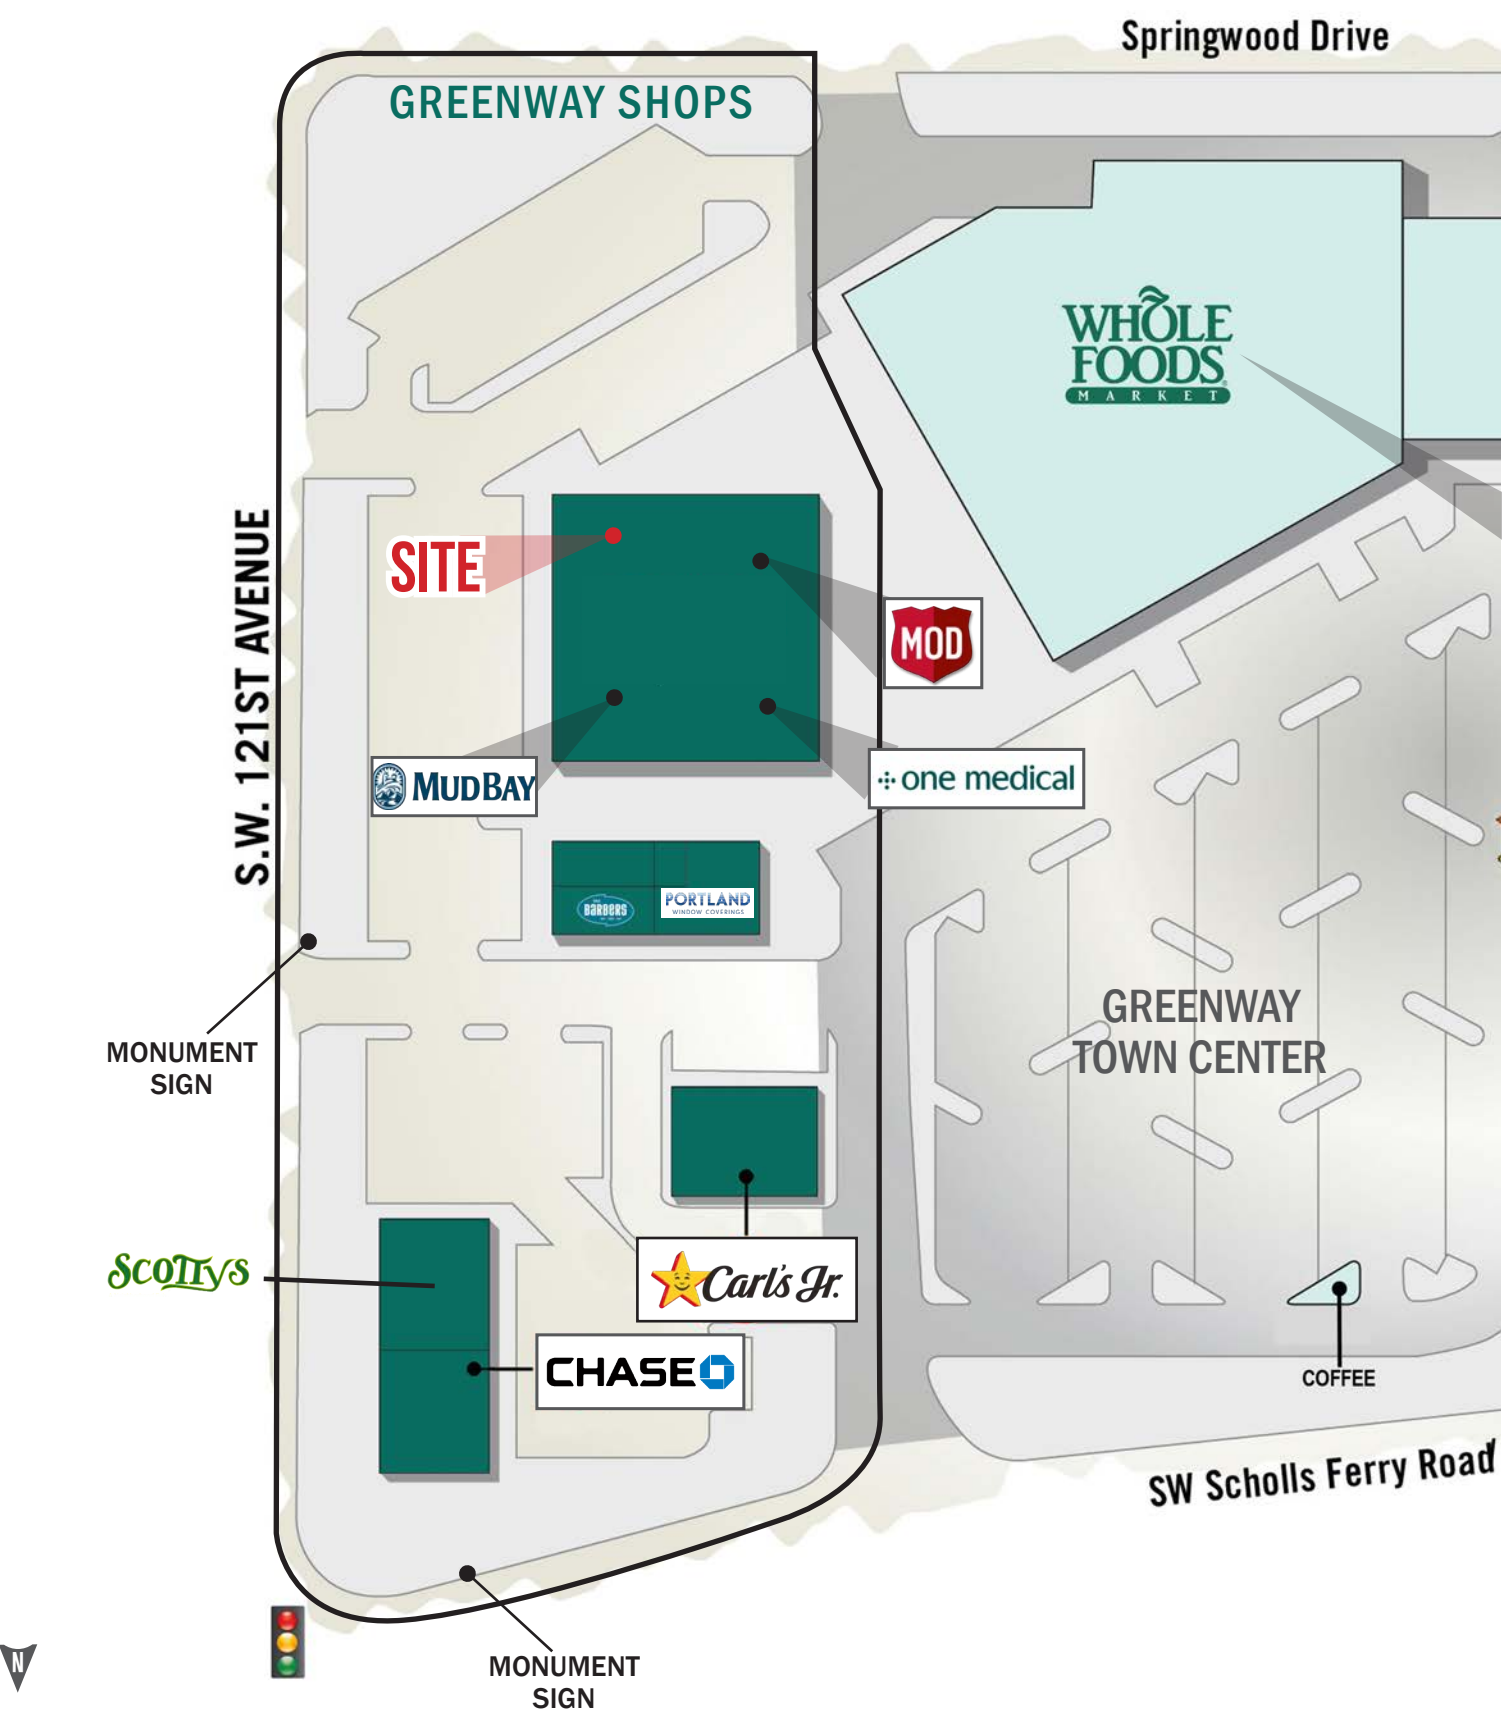 Springwood Drive
GREENWAY SHOPS
WHOLE
FOODS
MARKET
S.W. 121ST AVENUE
SITE
MOD
MUDBAY
one medical
BARBERS
PORTLAND
WINDOW COVERINGS
MONUMENT
SIGN
GREENWAY
TOWN CENTER
SCOTTYS
Carl's Jr.
CHASE
COFFEE
SW Scholls Ferry Road
MONUMENT
SIGN
N